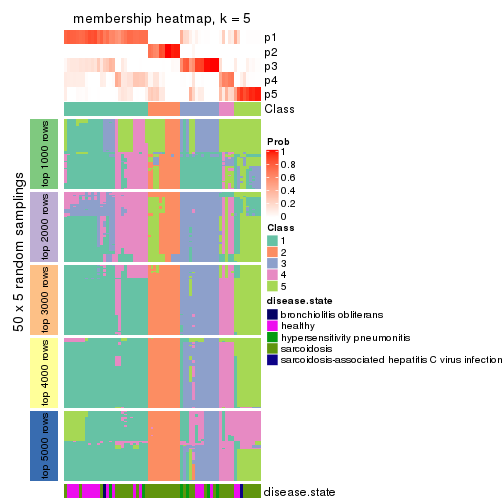 membership heatmap, k = 5
p1
p2
p3
p4
p5
Class
50 x 5 random samplings
top 1000 rows
top 2000 rows
top 3000 rows
top 4000 rows
top 5000 rows
disease.state
Prob
1
0.8
0.6
0.4
0.2
0
Class
1
2
3
4
5
disease.state
bronchiolitis obliterans
healthy
hypersensitivity pneumonitis
sarcoidosis
sarcoidosis-associated hepatitis C virus infection